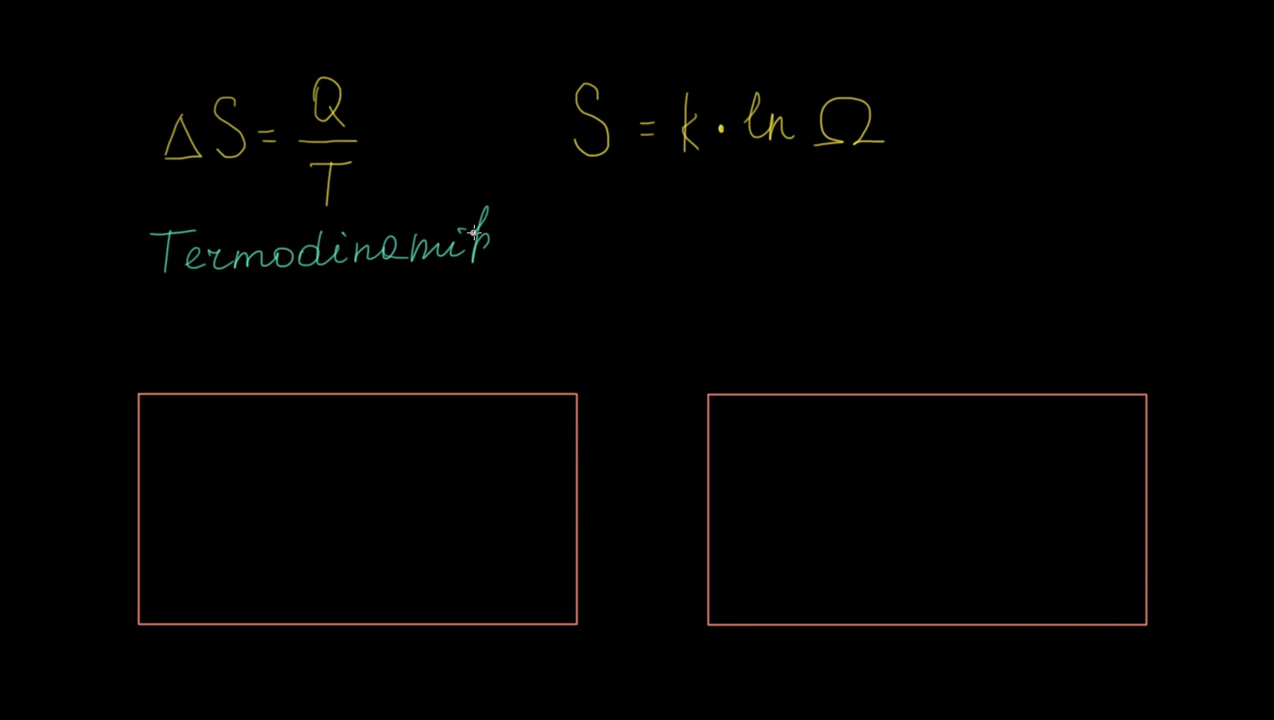 ΔS = Q/T
S = k · ln Ω
Termodinamik